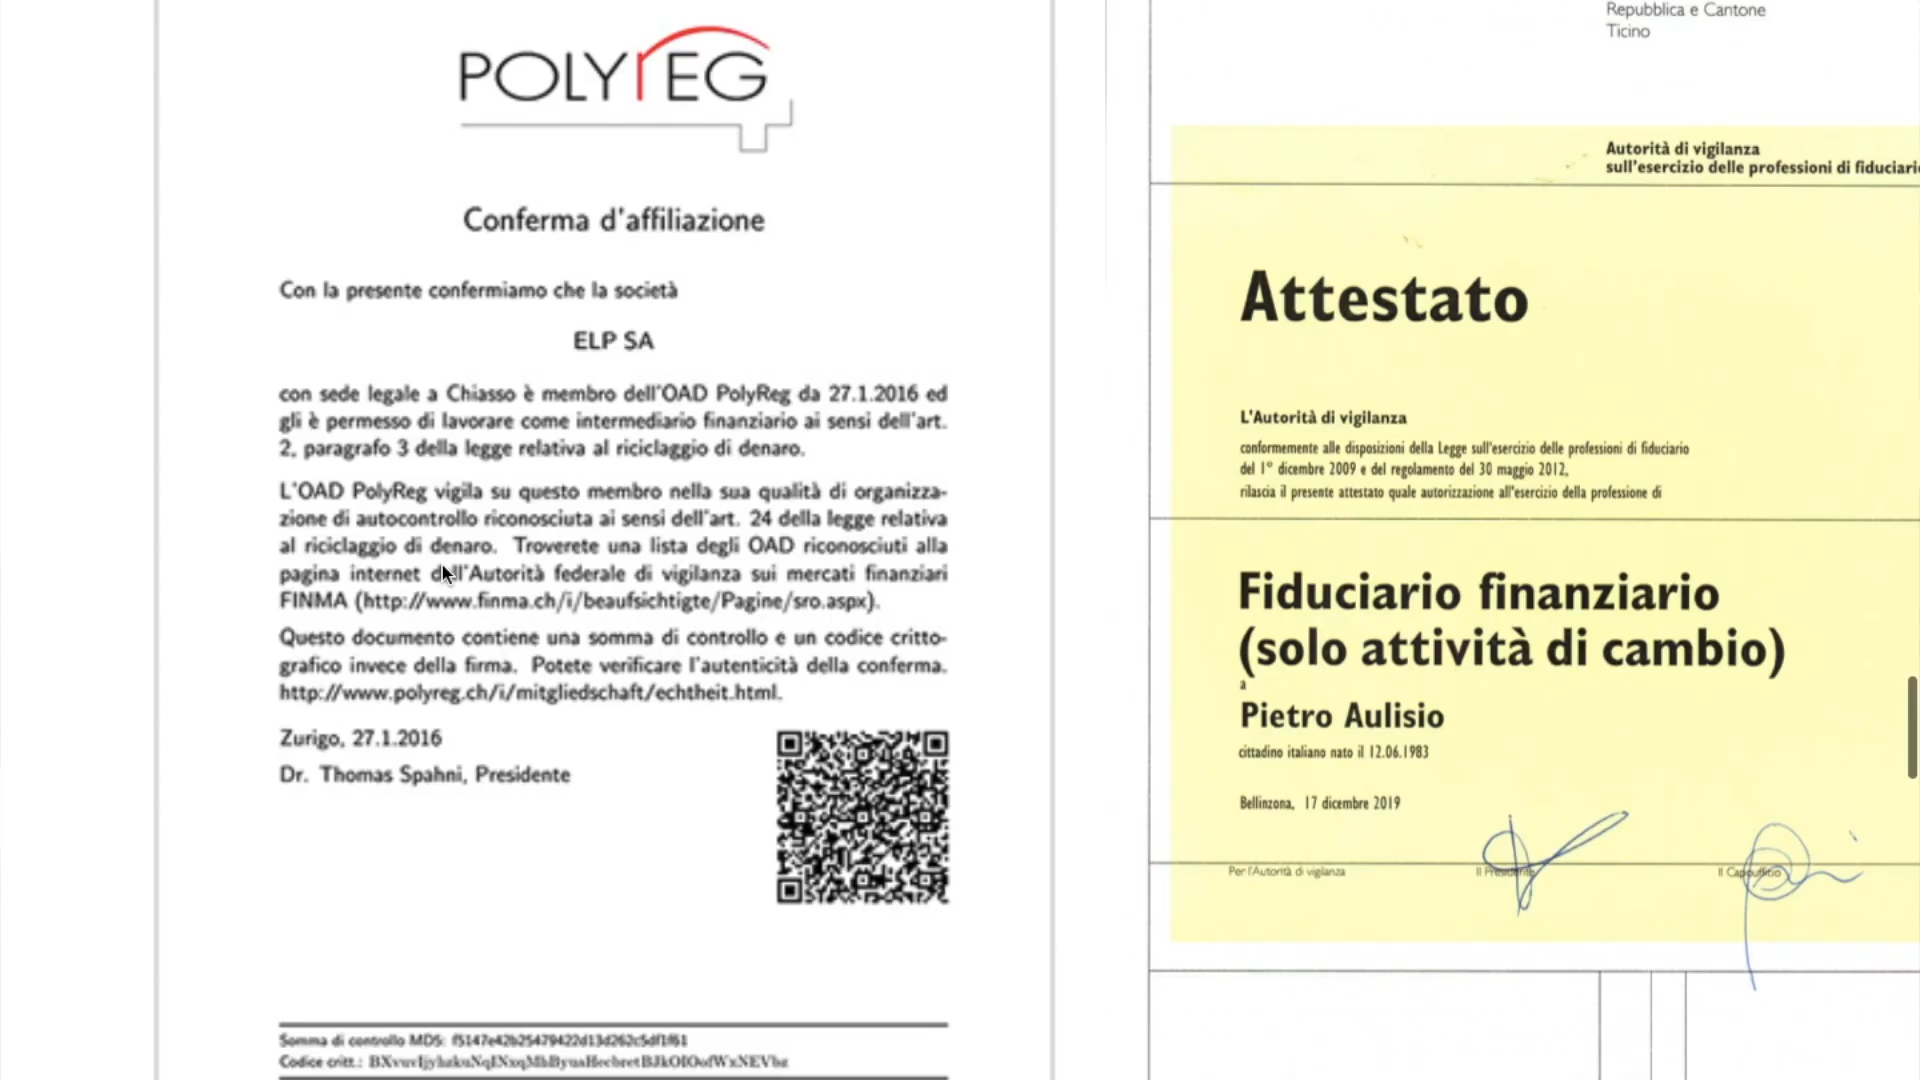 POLYrEG
Conferma d'affiliazione
Con la presente confermiamo che la società
ELP SA
con sede legale a Chiasso è membro dell'OAD PolyReg da 27.1.2016 ed
gli è permesso di lavorare come intermediario finanziario ai sensi dell'art.
2, paragrafo 3 della legge relativa al riciclaggio di denaro.
L'OAD PolyReg vigila su questo membro nella sua qualità di organizza-
zione di autocontrollo riconosciuta ai sensi dell'art. 24 della legge relativa
al riciclaggio di denaro. Troverete una lista degli OAD riconosciuti alla
pagina internet dell'Autorità federale di vigilanza sui mercati finanziari
FINMA (http://www.finma.ch/i/beaufsichtigte/Pagine/sro.aspx).
Questo documento contiene una somma di controllo e un codice critto-
grafico invece della firma. Potete verificare l'autenticità della conferma.
http://www.polyreg.ch/i/mitgliedschaft/echtheit.html.
Zurigo, 27.1.2016
Dr. Thomas Spahni, Presidente
Somma di controllo MD5:
Codice critt.:
Repubblica e Cantone
Ticino
Autorità di vigilanza
sull'esercizio delle professioni di fiduciari
Attestato
L'Autorità di vigilanza
conformemente alle disposizioni della Legge sull'esercizio delle professioni di fiduciario
del 1° dicembre 2009 e del regolamento del 30 maggio 2012,
rilascia il presente attestato quale autorizzazione all'esercizio della professione di
Fiduciario finanziario
(solo attività di cambio)
a
Pietro Aulisio
cittadino italiano nato il 12.06.1983
Bellinzona, 17 dicembre 2019
Per l'Autorità di vigilanza
Il Presidente
Il Capoufficio